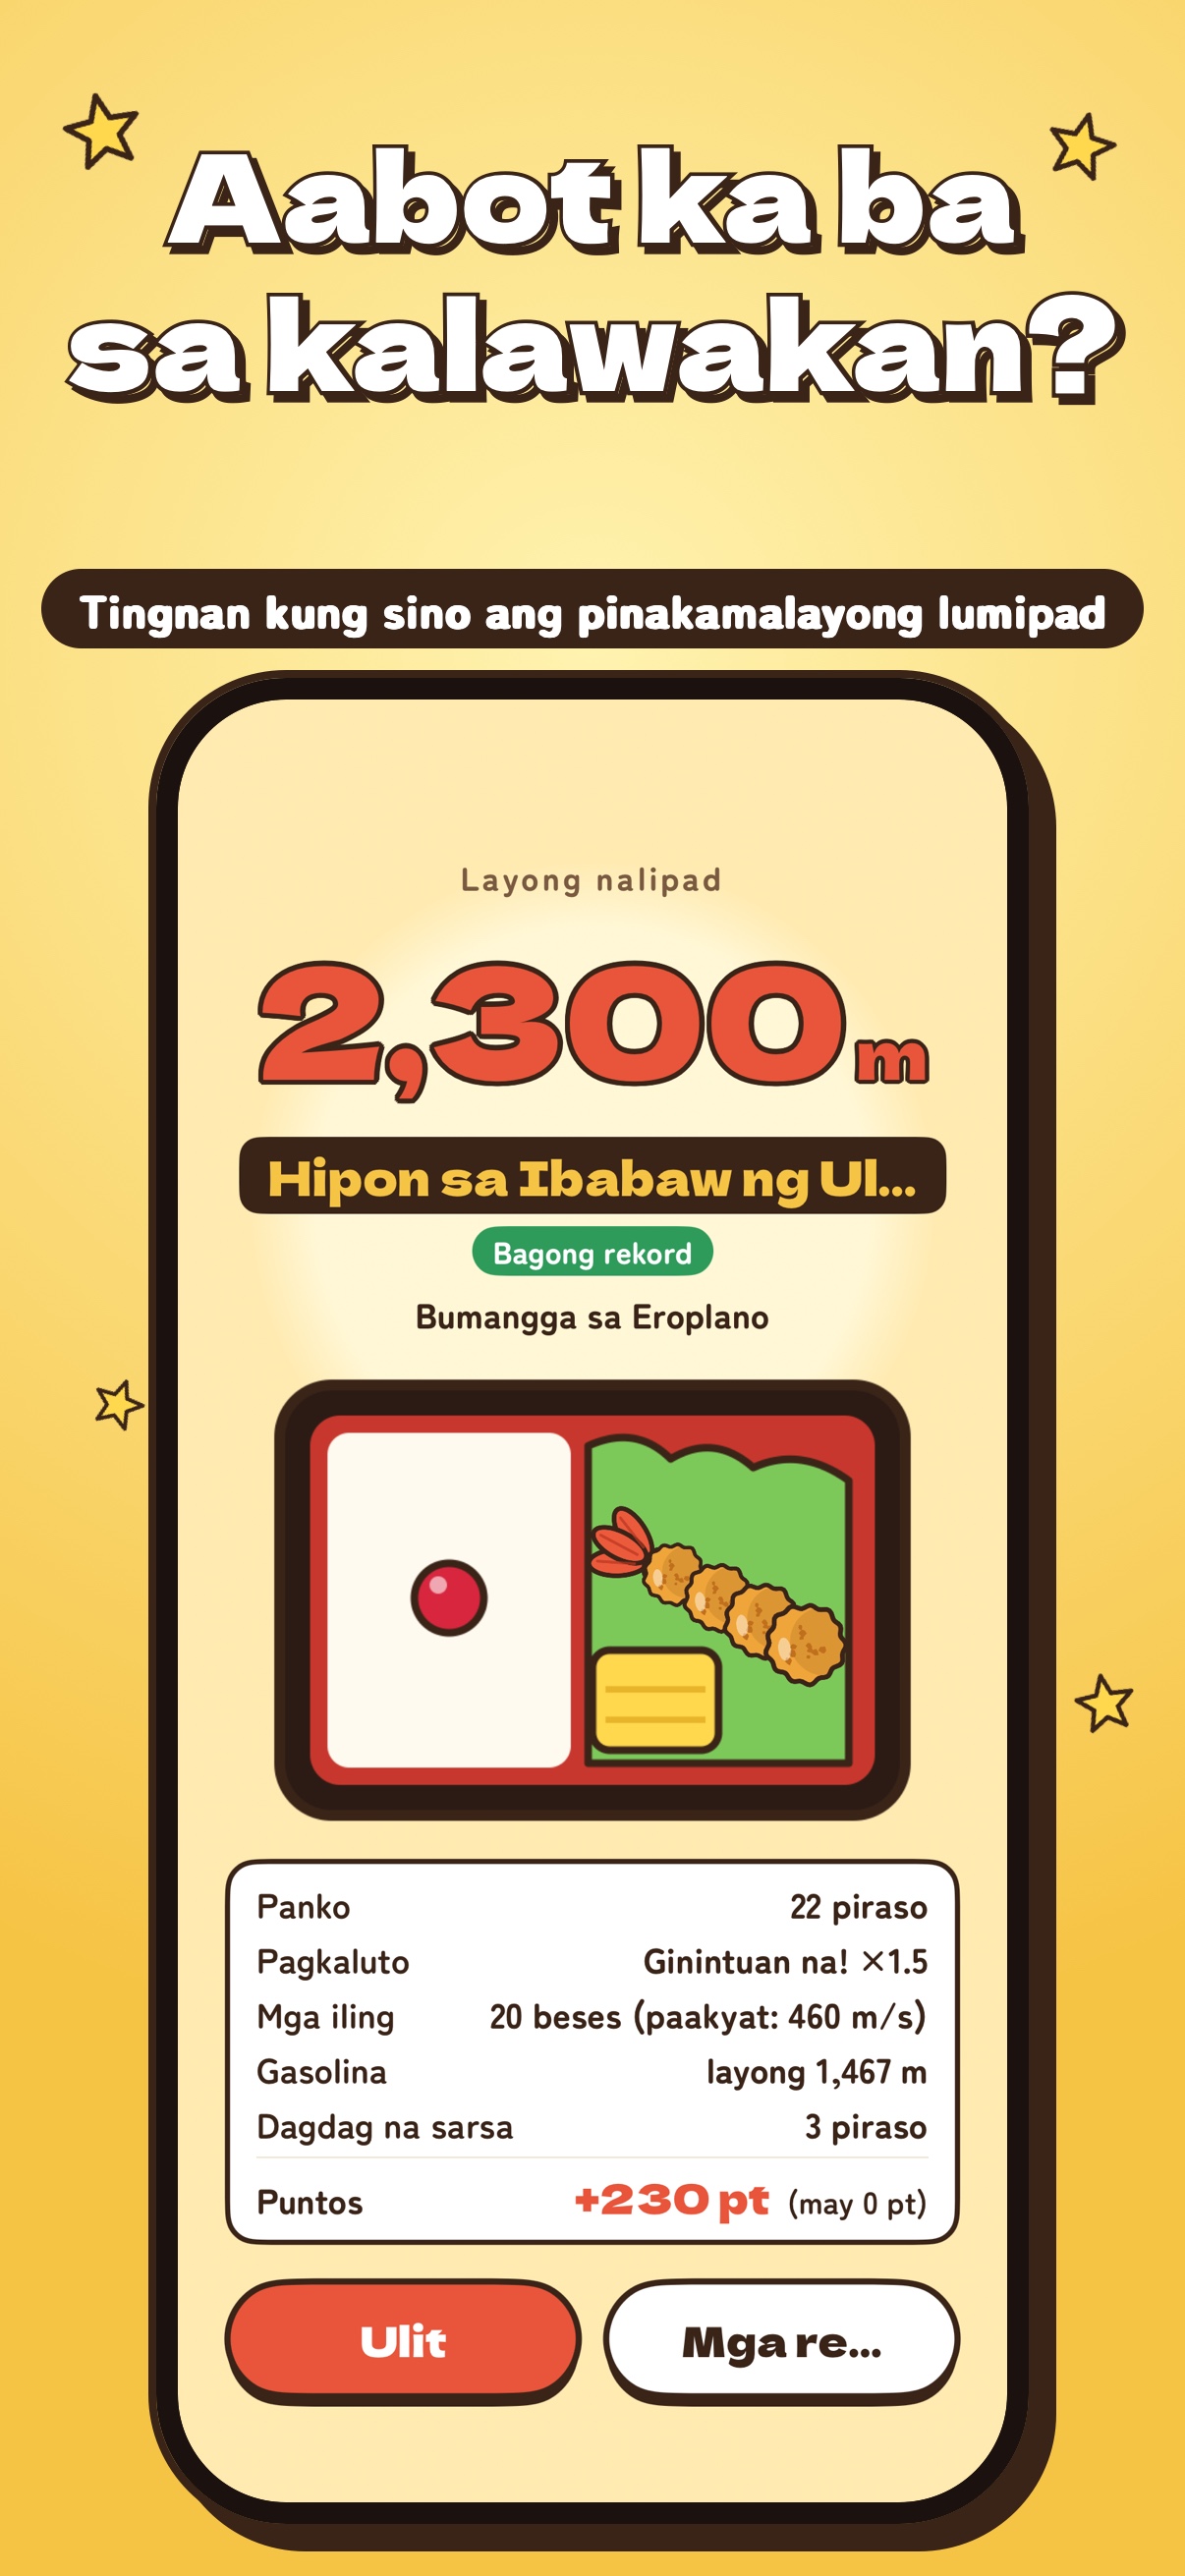 Aabot ka ba
sa kalawakan?
Tingnan kung sino ang pinakamalayong lumipad
Layong nalipad
2,300 m
Hipon sa Ibabaw ng Ul...
Bagong rekord
Bumangga sa Eroplano
Panko 22 piraso
Pagkaluto Ginintuan na! ×1.5
Mga iling 20 beses (paakyat: 460 m/s)
Gasolina layong 1,467 m
Dagdag na sarsa 3 piraso
Puntos +230 pt (may 0 pt)
Ulit Mga re...